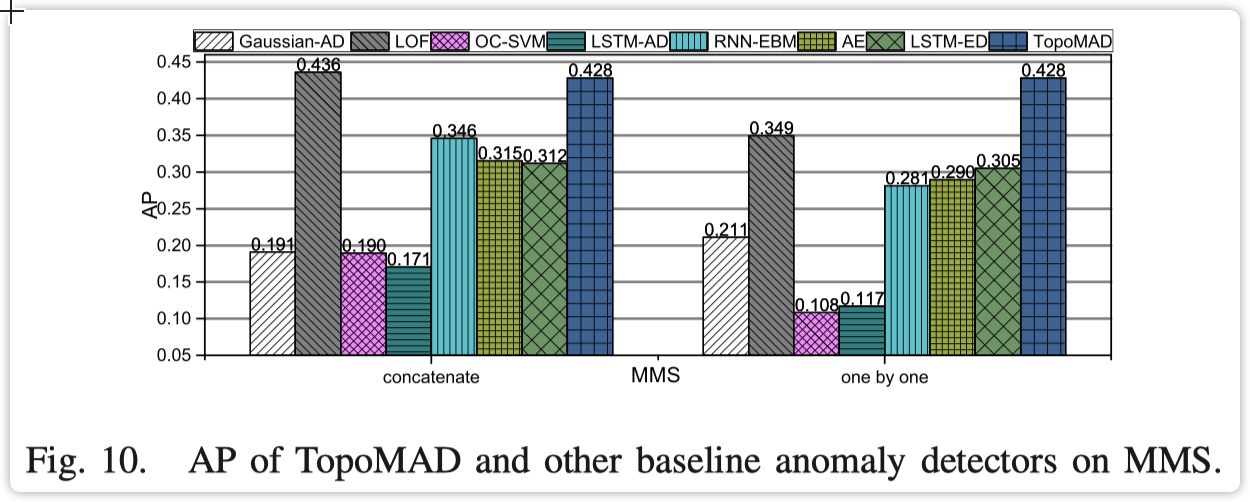 Gaussian-AD LOF OC-SVM LSTM-AD RNN-EBM AE LSTM-ED TopoMAD
0.45
0.40
0.35
0.30
0.25
0.20
0.15
0.10
0.05
AP
0.191 0.436 0.190 0.171 0.346 0.315 0.312 0.428
0.211 0.349 0.108 0.117 0.281 0.290 0.305 0.428
concatenate MMS one by one
Fig. 10. AP of TopoMAD and other baseline anomaly detectors on MMS.